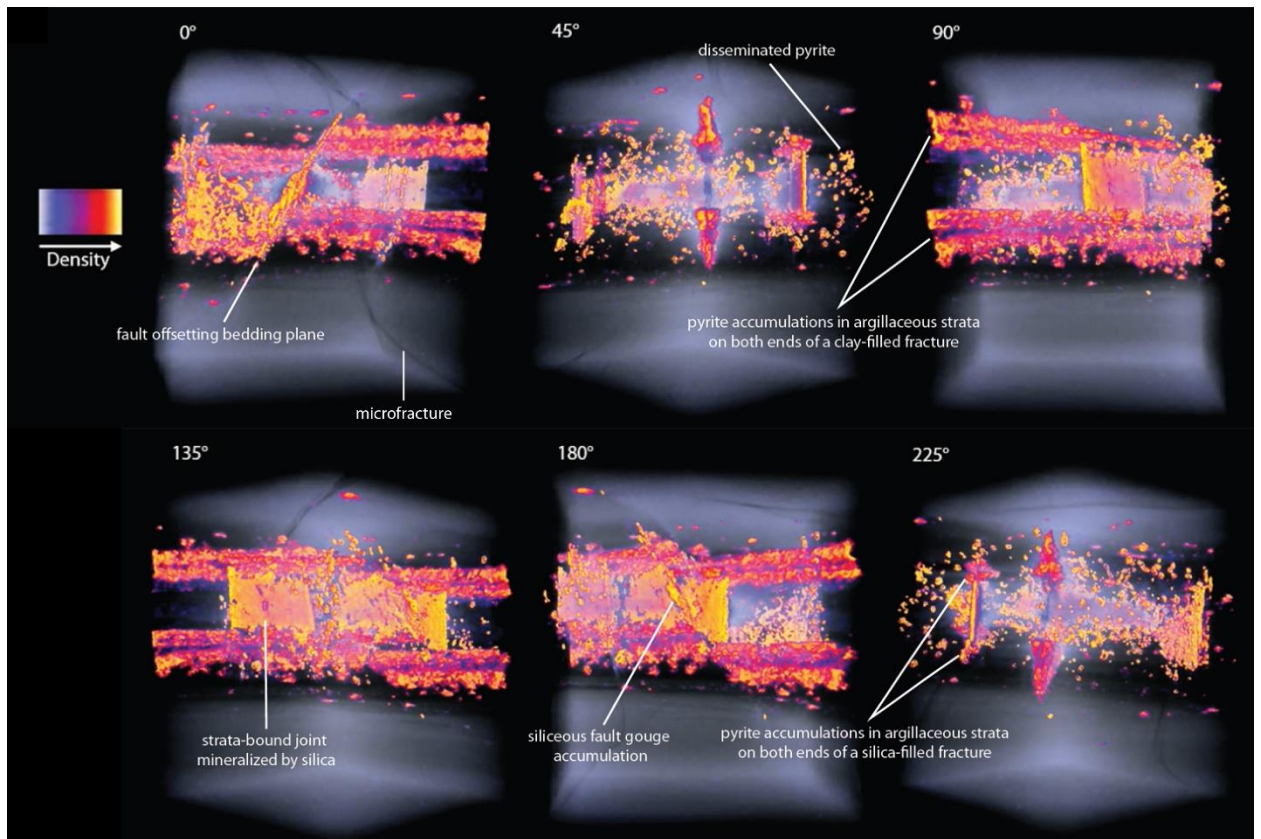 0°
45°
90°
disseminated pyrite
Density
fault offsetting bedding plane
pyrite accumulations in argillaceous strata
on both ends of a clay-filled fracture
microfracture
135°
180°
225°
strata-bound joint
mineralized by silica
siliceous fault gouge
accumulation
pyrite accumulations in argillaceous strata
on both ends of a silica-filled fracture